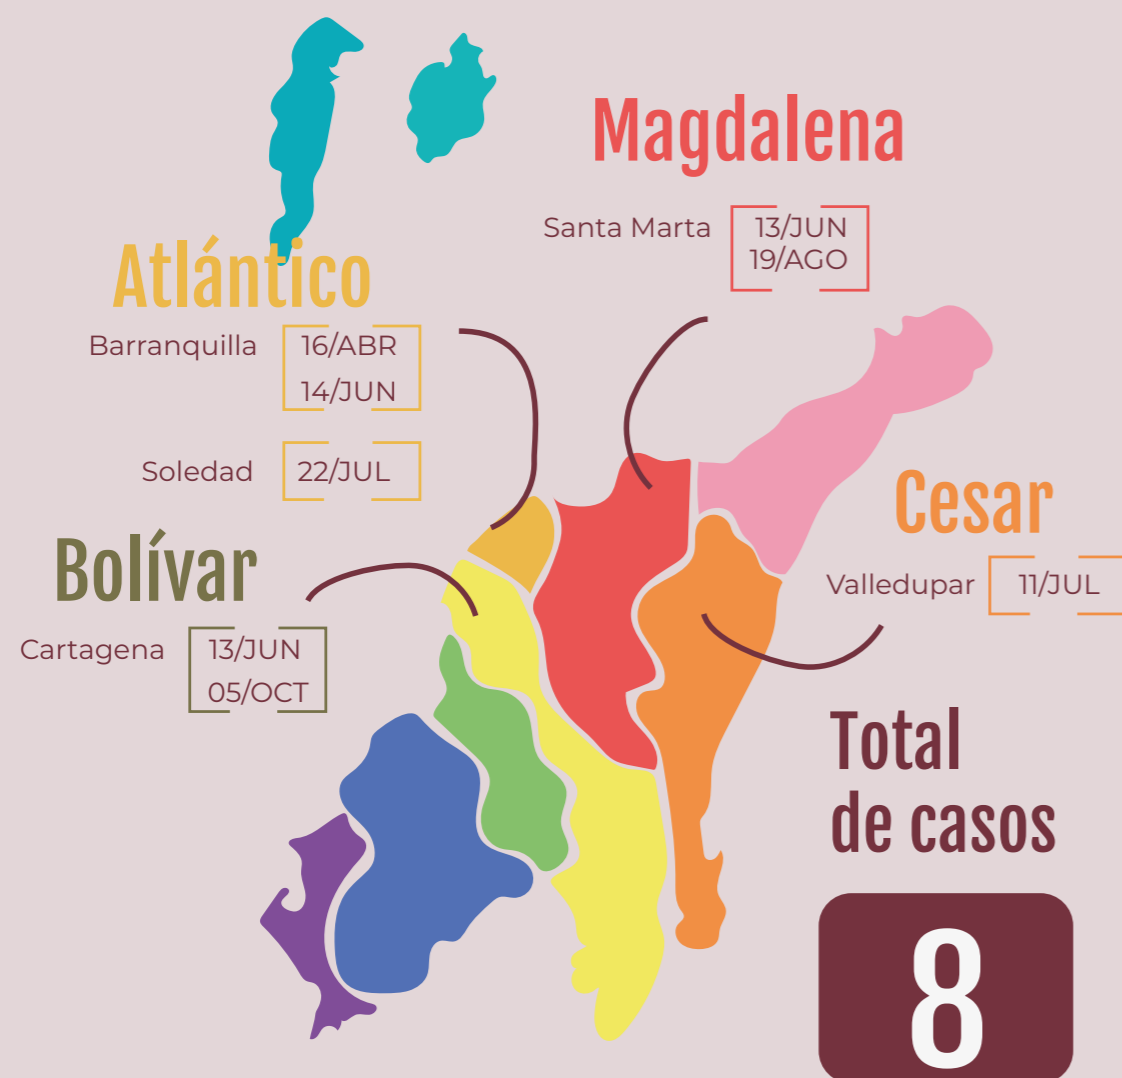 Magdalena
Santa Marta 13/JUN
19/AGO
Atlántico
Barranquilla 16/ABR
14/JUN
Soledad 22/JUL
Bolívar
Cartagena 13/JUN
05/OCT
Cesar
Valledupar 11/JUL
Total
de casos
8